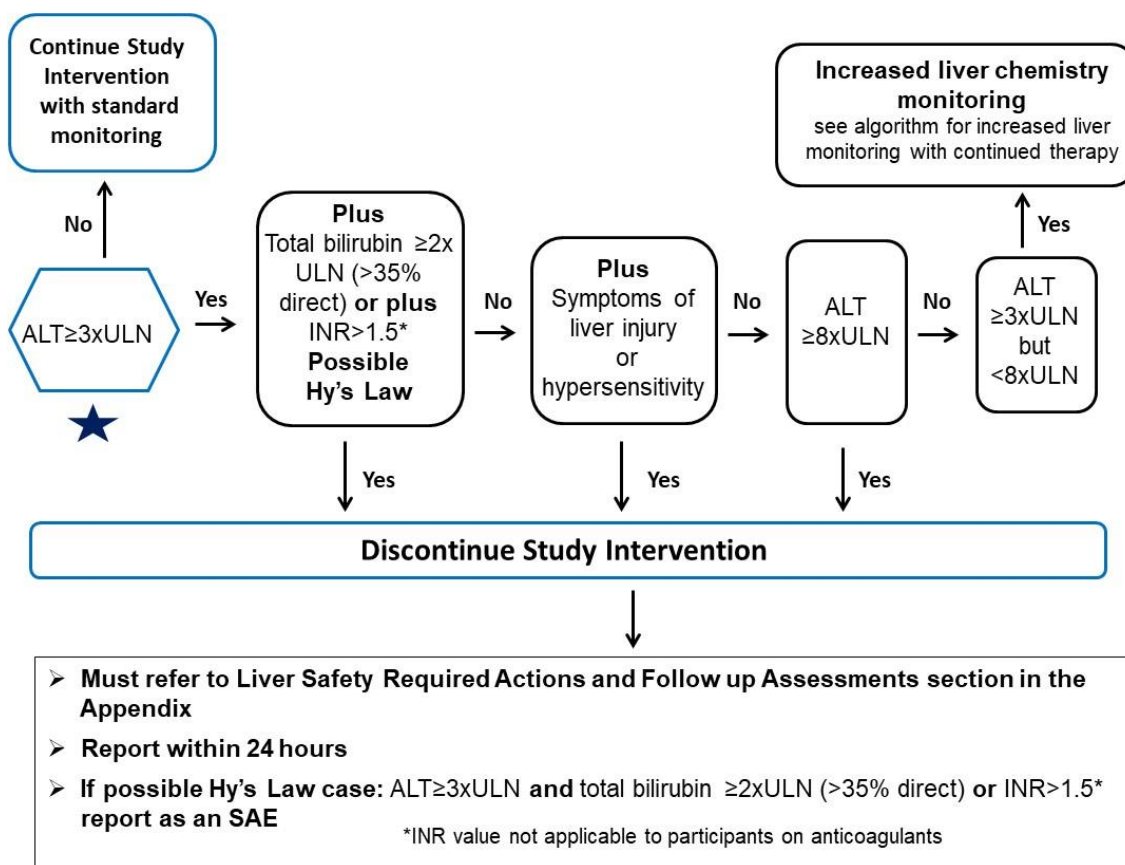 Continue Study
Intervention
with standard
monitoring
Increased liver chemistry
monitoring
see algorithm for increased liver
monitoring with continued therapy
No
Yes
ALT≥3xULN
Yes
Plus
Total bilirubin ≥2x
ULN (>35%
direct) or plus
INR>1.5*
Possible
Hy's Law
No
Plus
Symptoms of
liver injury
or
hypersensitivity
No
ALT
≥8xULN
No
ALT
≥3xULN
but
<8xULN
Yes
Yes
Yes
Discontinue Study Intervention
➢ Must refer to Liver Safety Required Actions and Follow up Assessments section in the
Appendix
➢ Report within 24 hours
➢ If possible Hy's Law case: ALT≥3xULN and total bilirubin ≥2xULN (>35% direct) or INR>1.5*
report as an SAE
*INR value not applicable to participants on anticoagulants